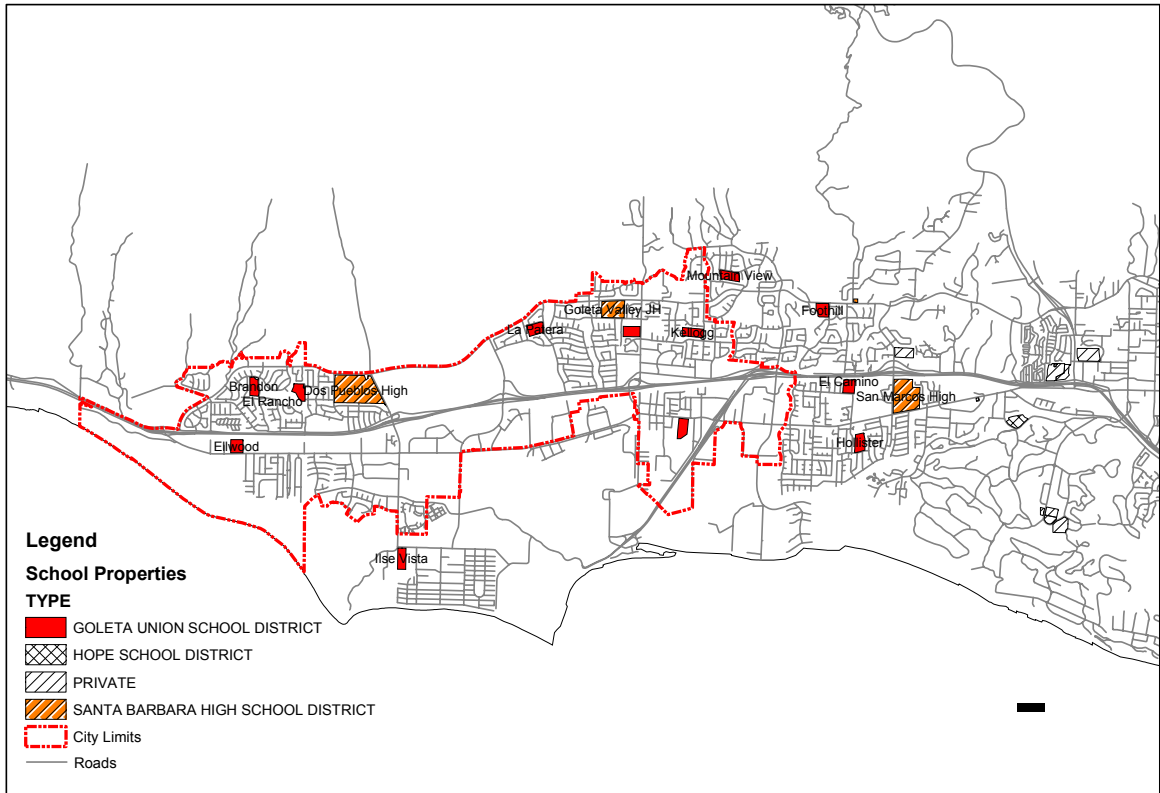 Mountain View
Goleta Valley JH
Foothill
La Patera
Kellogg
Brandon
El Rancho
Dos Pueblos High
El Camino
San Marcos High
Ellwood
Hollister
Ilse Vista
Legend
School Properties
TYPE
GOLETA UNION SCHOOL DISTRICT
HOPE SCHOOL DISTRICT
PRIVATE
SANTA BARBARA HIGH SCHOOL DISTRICT
City Limits
Roads